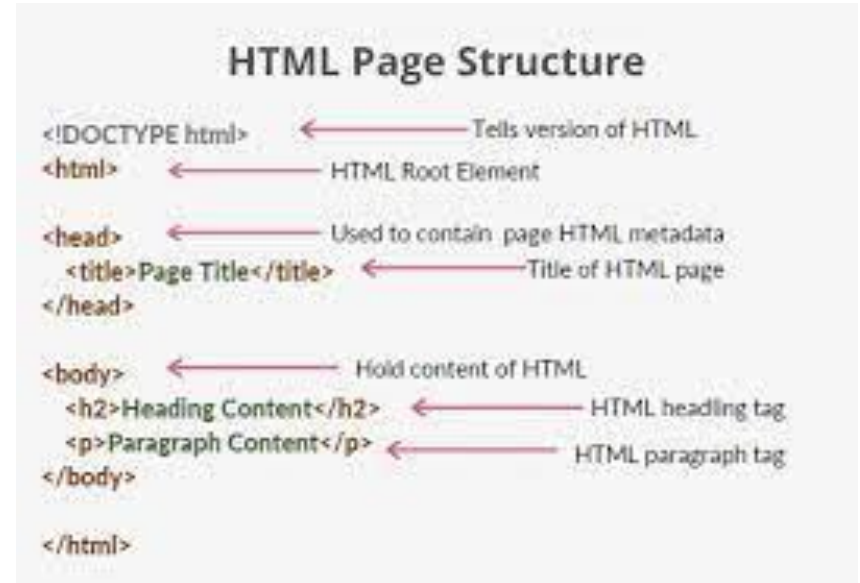 HTML Page Structure
<!DOCTYPE html> Tells version of HTML
<html> HTML Root Element
<head> Used to contain page HTML metadata
<title>Page Title</title> Title of HTML page
</head>
<body> Hold content of HTML
<h2>Heading Content</h2> HTML headling tag
<p>Paragraph Content</p> HTML paragraph tag
</body>
</html>